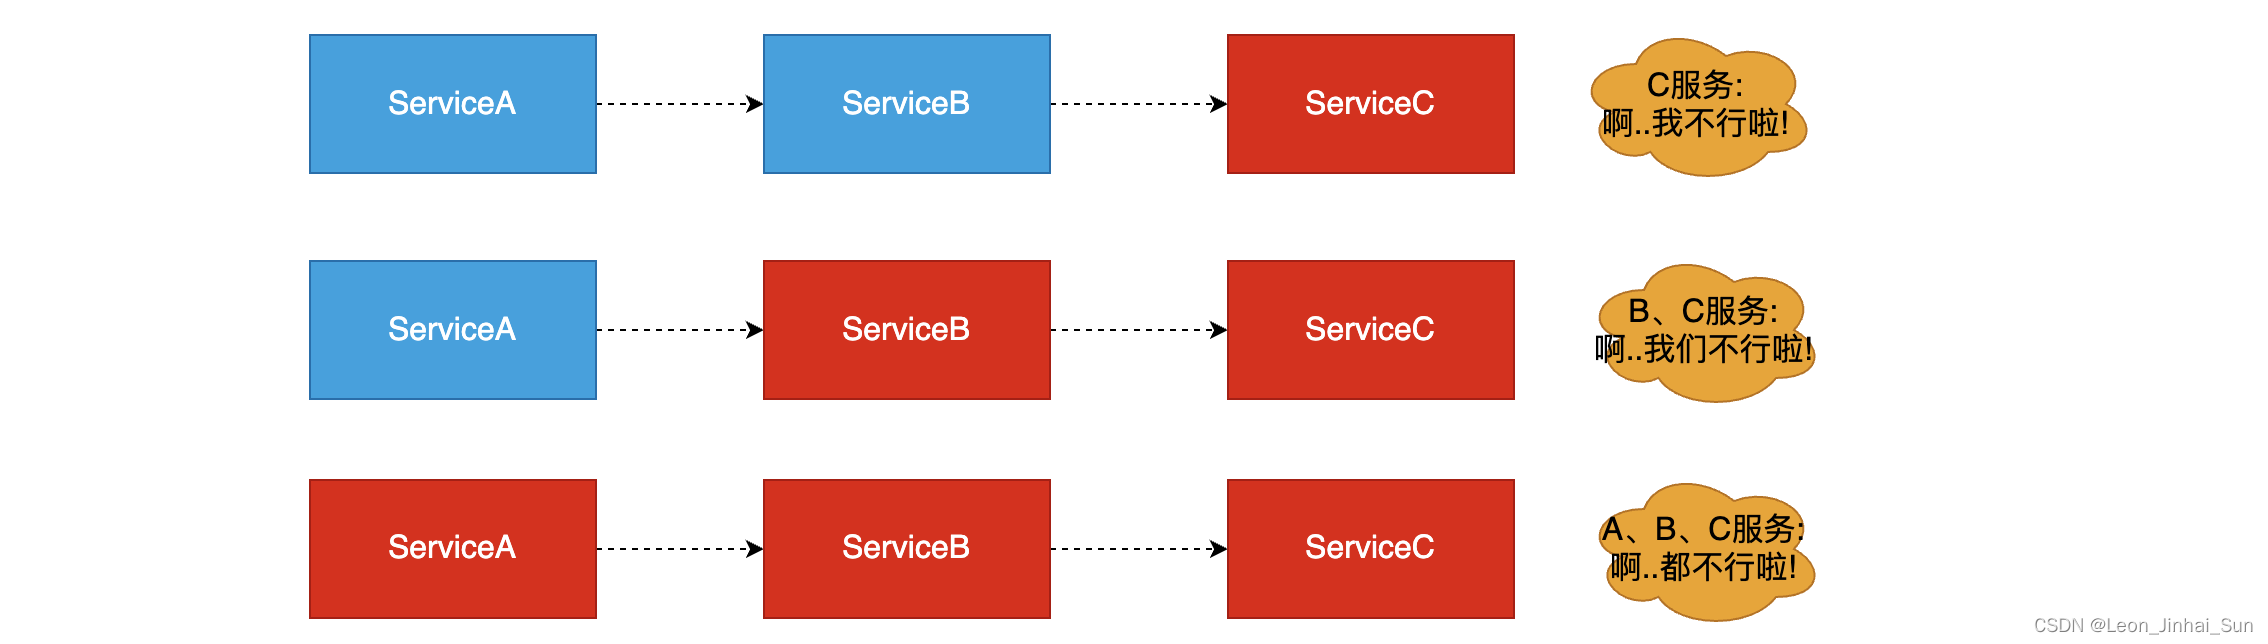 ServiceA
ServiceB
ServiceC
C服务:
啊..我不行啦!
ServiceA
ServiceB
ServiceC
B、C服务:
啊..我们不行啦!
ServiceA
ServiceB
ServiceC
A、B、C服务:
啊..都不行啦!
CSDN @Leon_Jinhai_Sun